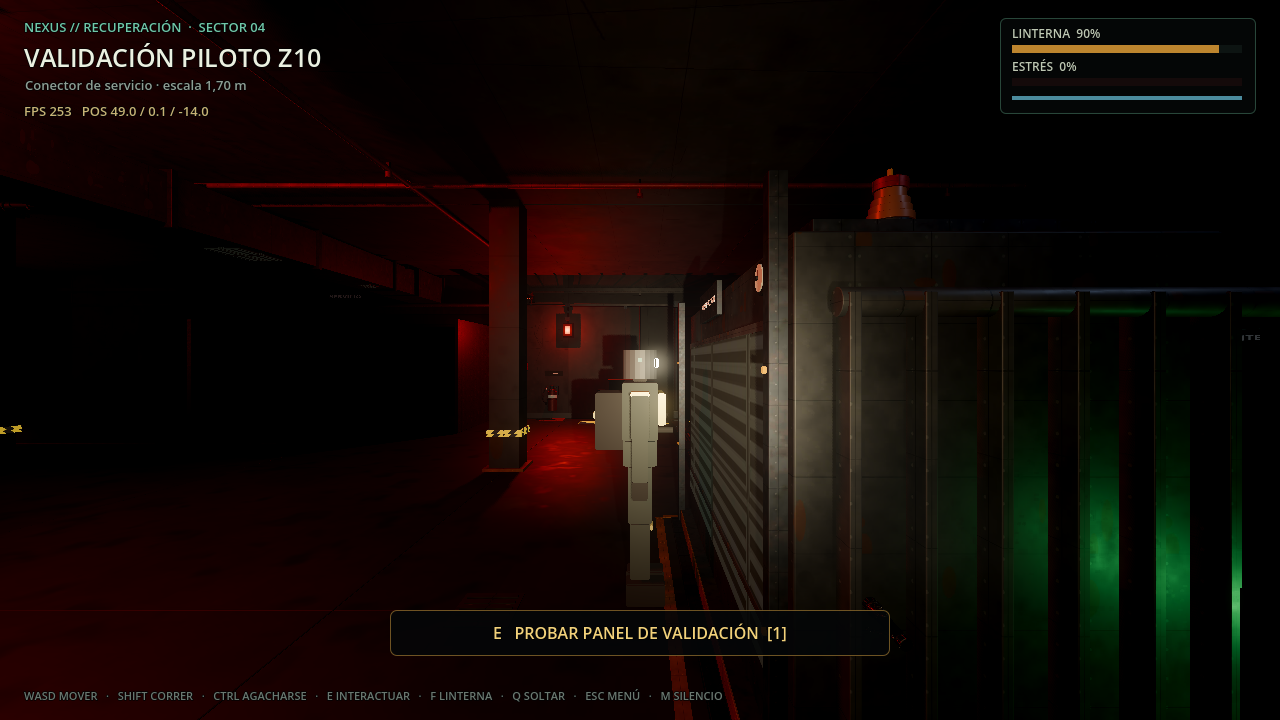 NEXUS // RECUPERACIÓN · SECTOR 04
VALIDACIÓN PILOTO Z10
Conector de servicio · escala 1,70 m
FPS 253 POS 49.0 / 0.1 / -14.0
LINTERNA 90%
ESTRÉS 0%
E PROBAR PANEL DE VALIDACIÓN [1]
WASD MOVER · SHIFT CORRER · CTRL AGACHARSE · E INTERACTUAR · F LINTERNA · Q SOLTAR · ESC MENÚ · M SILENCIO